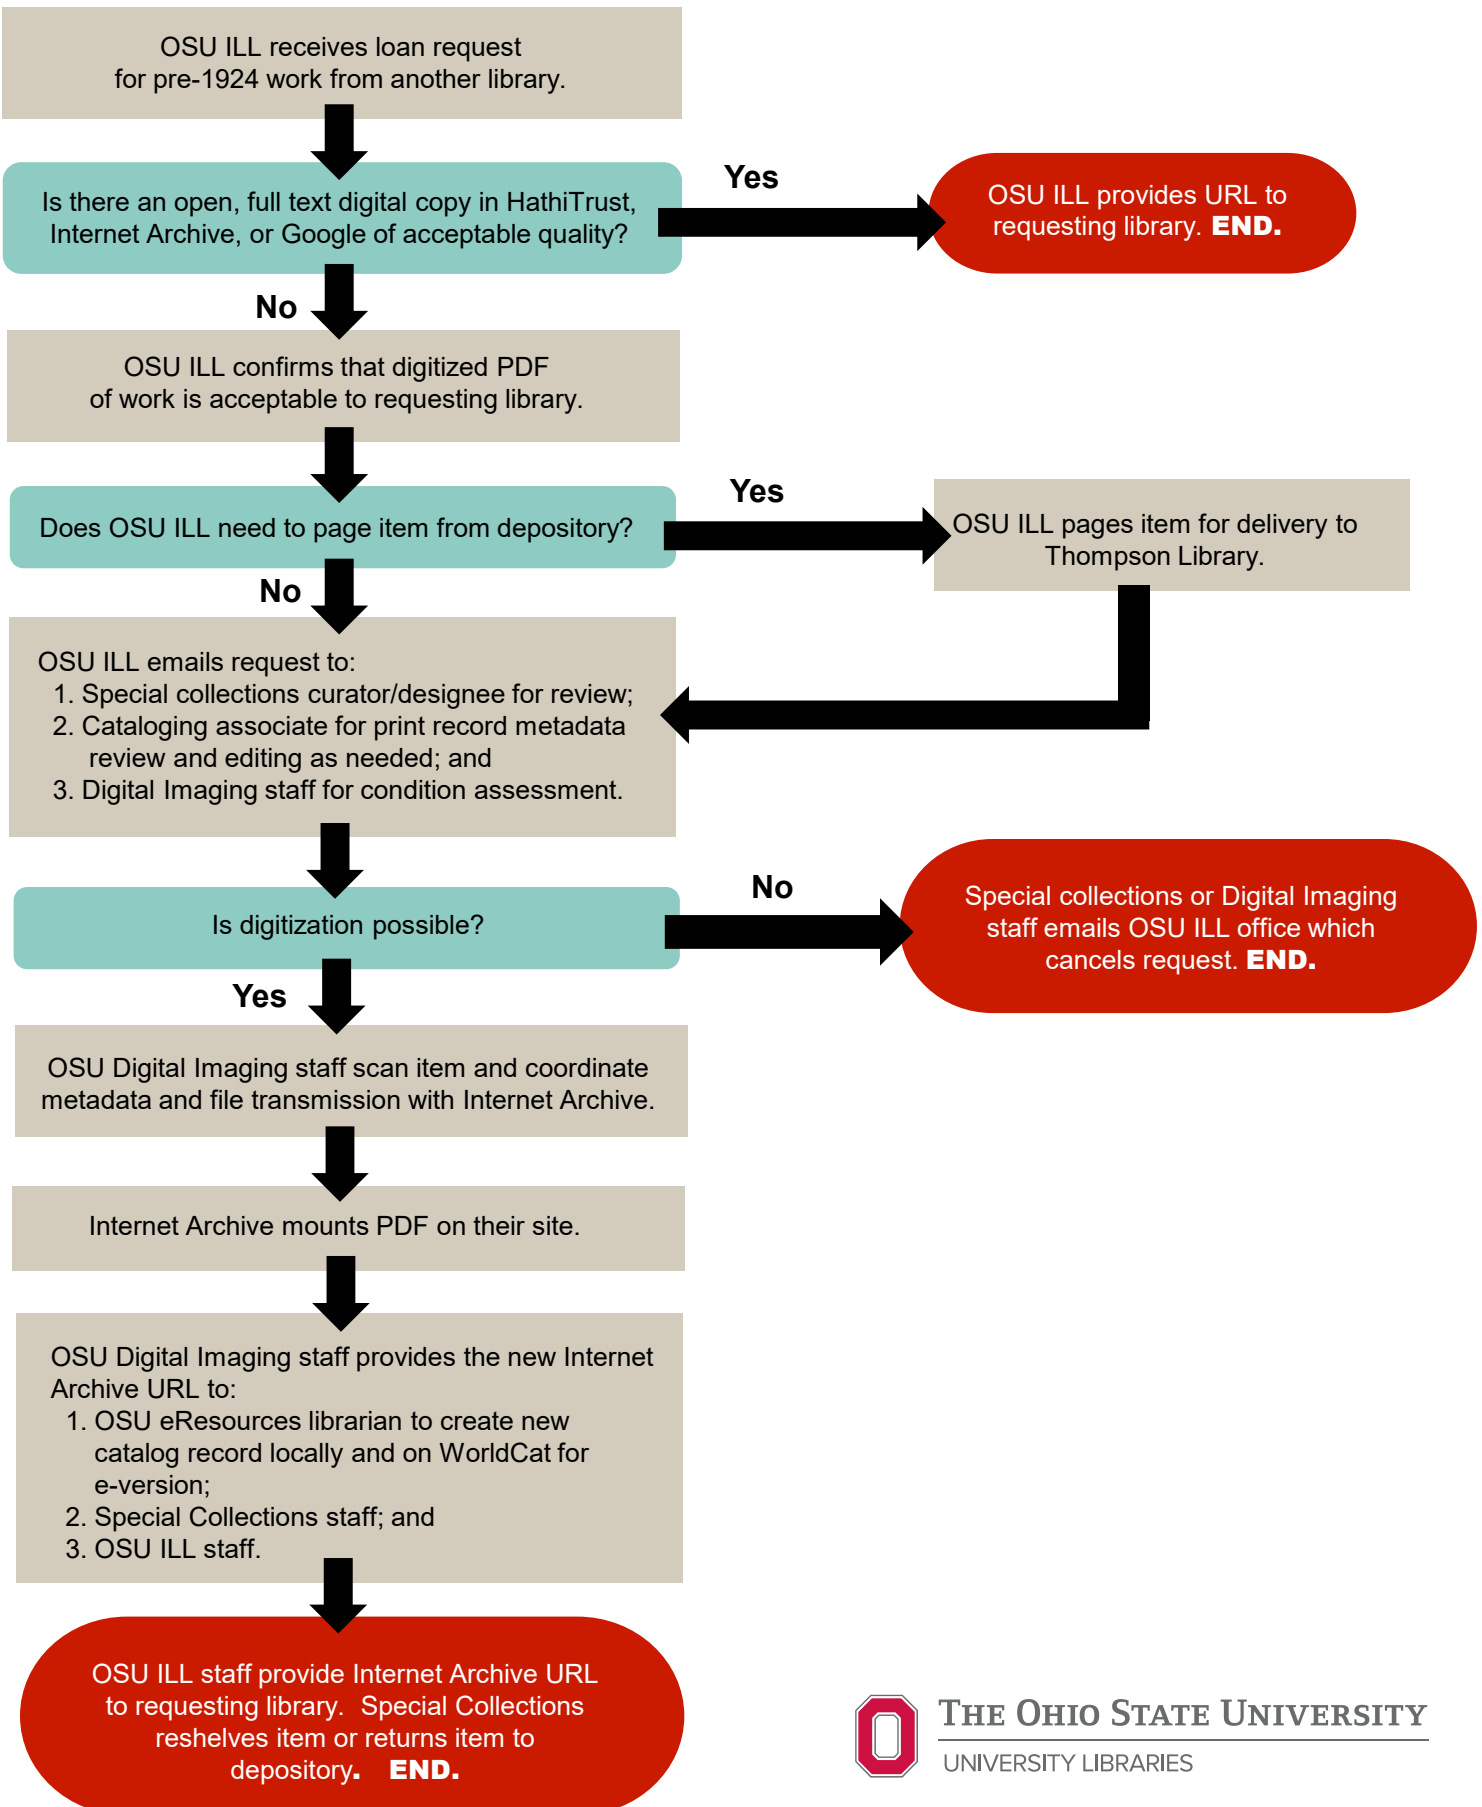 OSU ILL receives loan request
for pre-1924 work from another library.
Is there an open, full text digital copy in HathiTrust,
Internet Archive, or Google of acceptable quality?
Yes
OSU ILL provides URL to
requesting library. END.
No
OSU ILL confirms that digitized PDF
of work is acceptable to requesting library.
Does OSU ILL need to page item from depository?
Yes
OSU ILL pages item for delivery to
Thompson Library.
No
OSU ILL emails request to:
1. Special collections curator/designee for review;
2. Cataloging associate for print record metadata
review and editing as needed; and
3. Digital Imaging staff for condition assessment.
Is digitization possible?
No
Special collections or Digital Imaging
staff emails OSU ILL office which
cancels request. END.
Yes
OSU Digital Imaging staff scan item and coordinate
metadata and file transmission with Internet Archive.
Internet Archive mounts PDF on their site.
OSU Digital Imaging staff provides the new Internet
Archive URL to:
1. OSU eResources librarian to create new
catalog record locally and on WorldCat for
e-version;
2. Special Collections staff; and
3. OSU ILL staff.
OSU ILL staff provide Internet Archive URL
to requesting library.  Special Collections
reshelves item or returns item to
depository.   END.
THE OHIO STATE UNIVERSITY
UNIVERSITY LIBRARIES